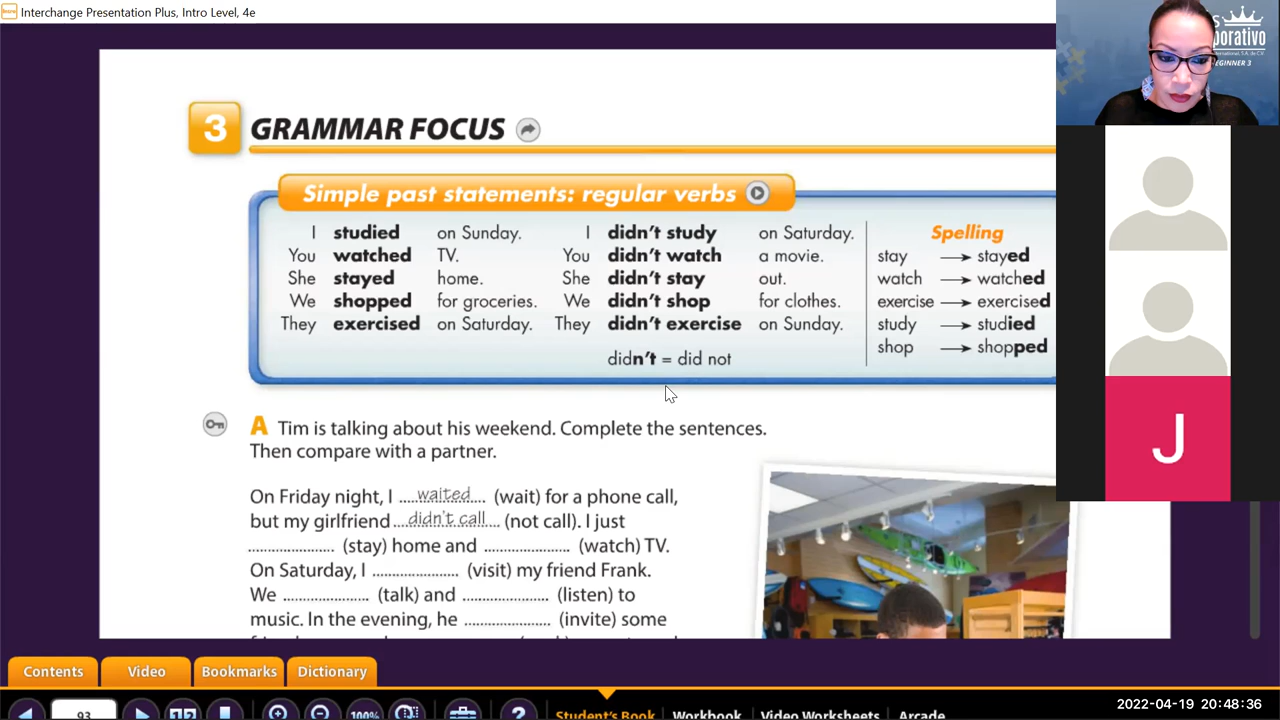 Interchange Presentation Plus, Intro Level, 4e
3 GRAMMAR FOCUS
Simple past statements: regular verbs
I studied on Sunday. I didn't study on Saturday. Spelling
You watched TV. You didn't watch a movie. stay → stayed
She stayed home. She didn't stay out. watch → watched
We shopped for groceries. We didn't shop for clothes. exercise → exercised
They exercised on Saturday. They didn't exercise on Sunday. study → studied
shop → shopped
didn't = did not
A Tim is talking about his weekend. Complete the sentences.
Then compare with a partner.
On Friday night, I waited (wait) for a phone call,
but my girlfriend didn't call (not call). I just
(stay) home and (watch) TV.
On Saturday, I (visit) my friend Frank.
We (talk) and (listen) to
music. In the evening, he (invite) some
J
porativo
EGINNER 3
Contents Video Bookmarks Dictionary
93 100% ? Student's Book Workbook Video Worksheets Arcade
2022-04-19 20:48:36